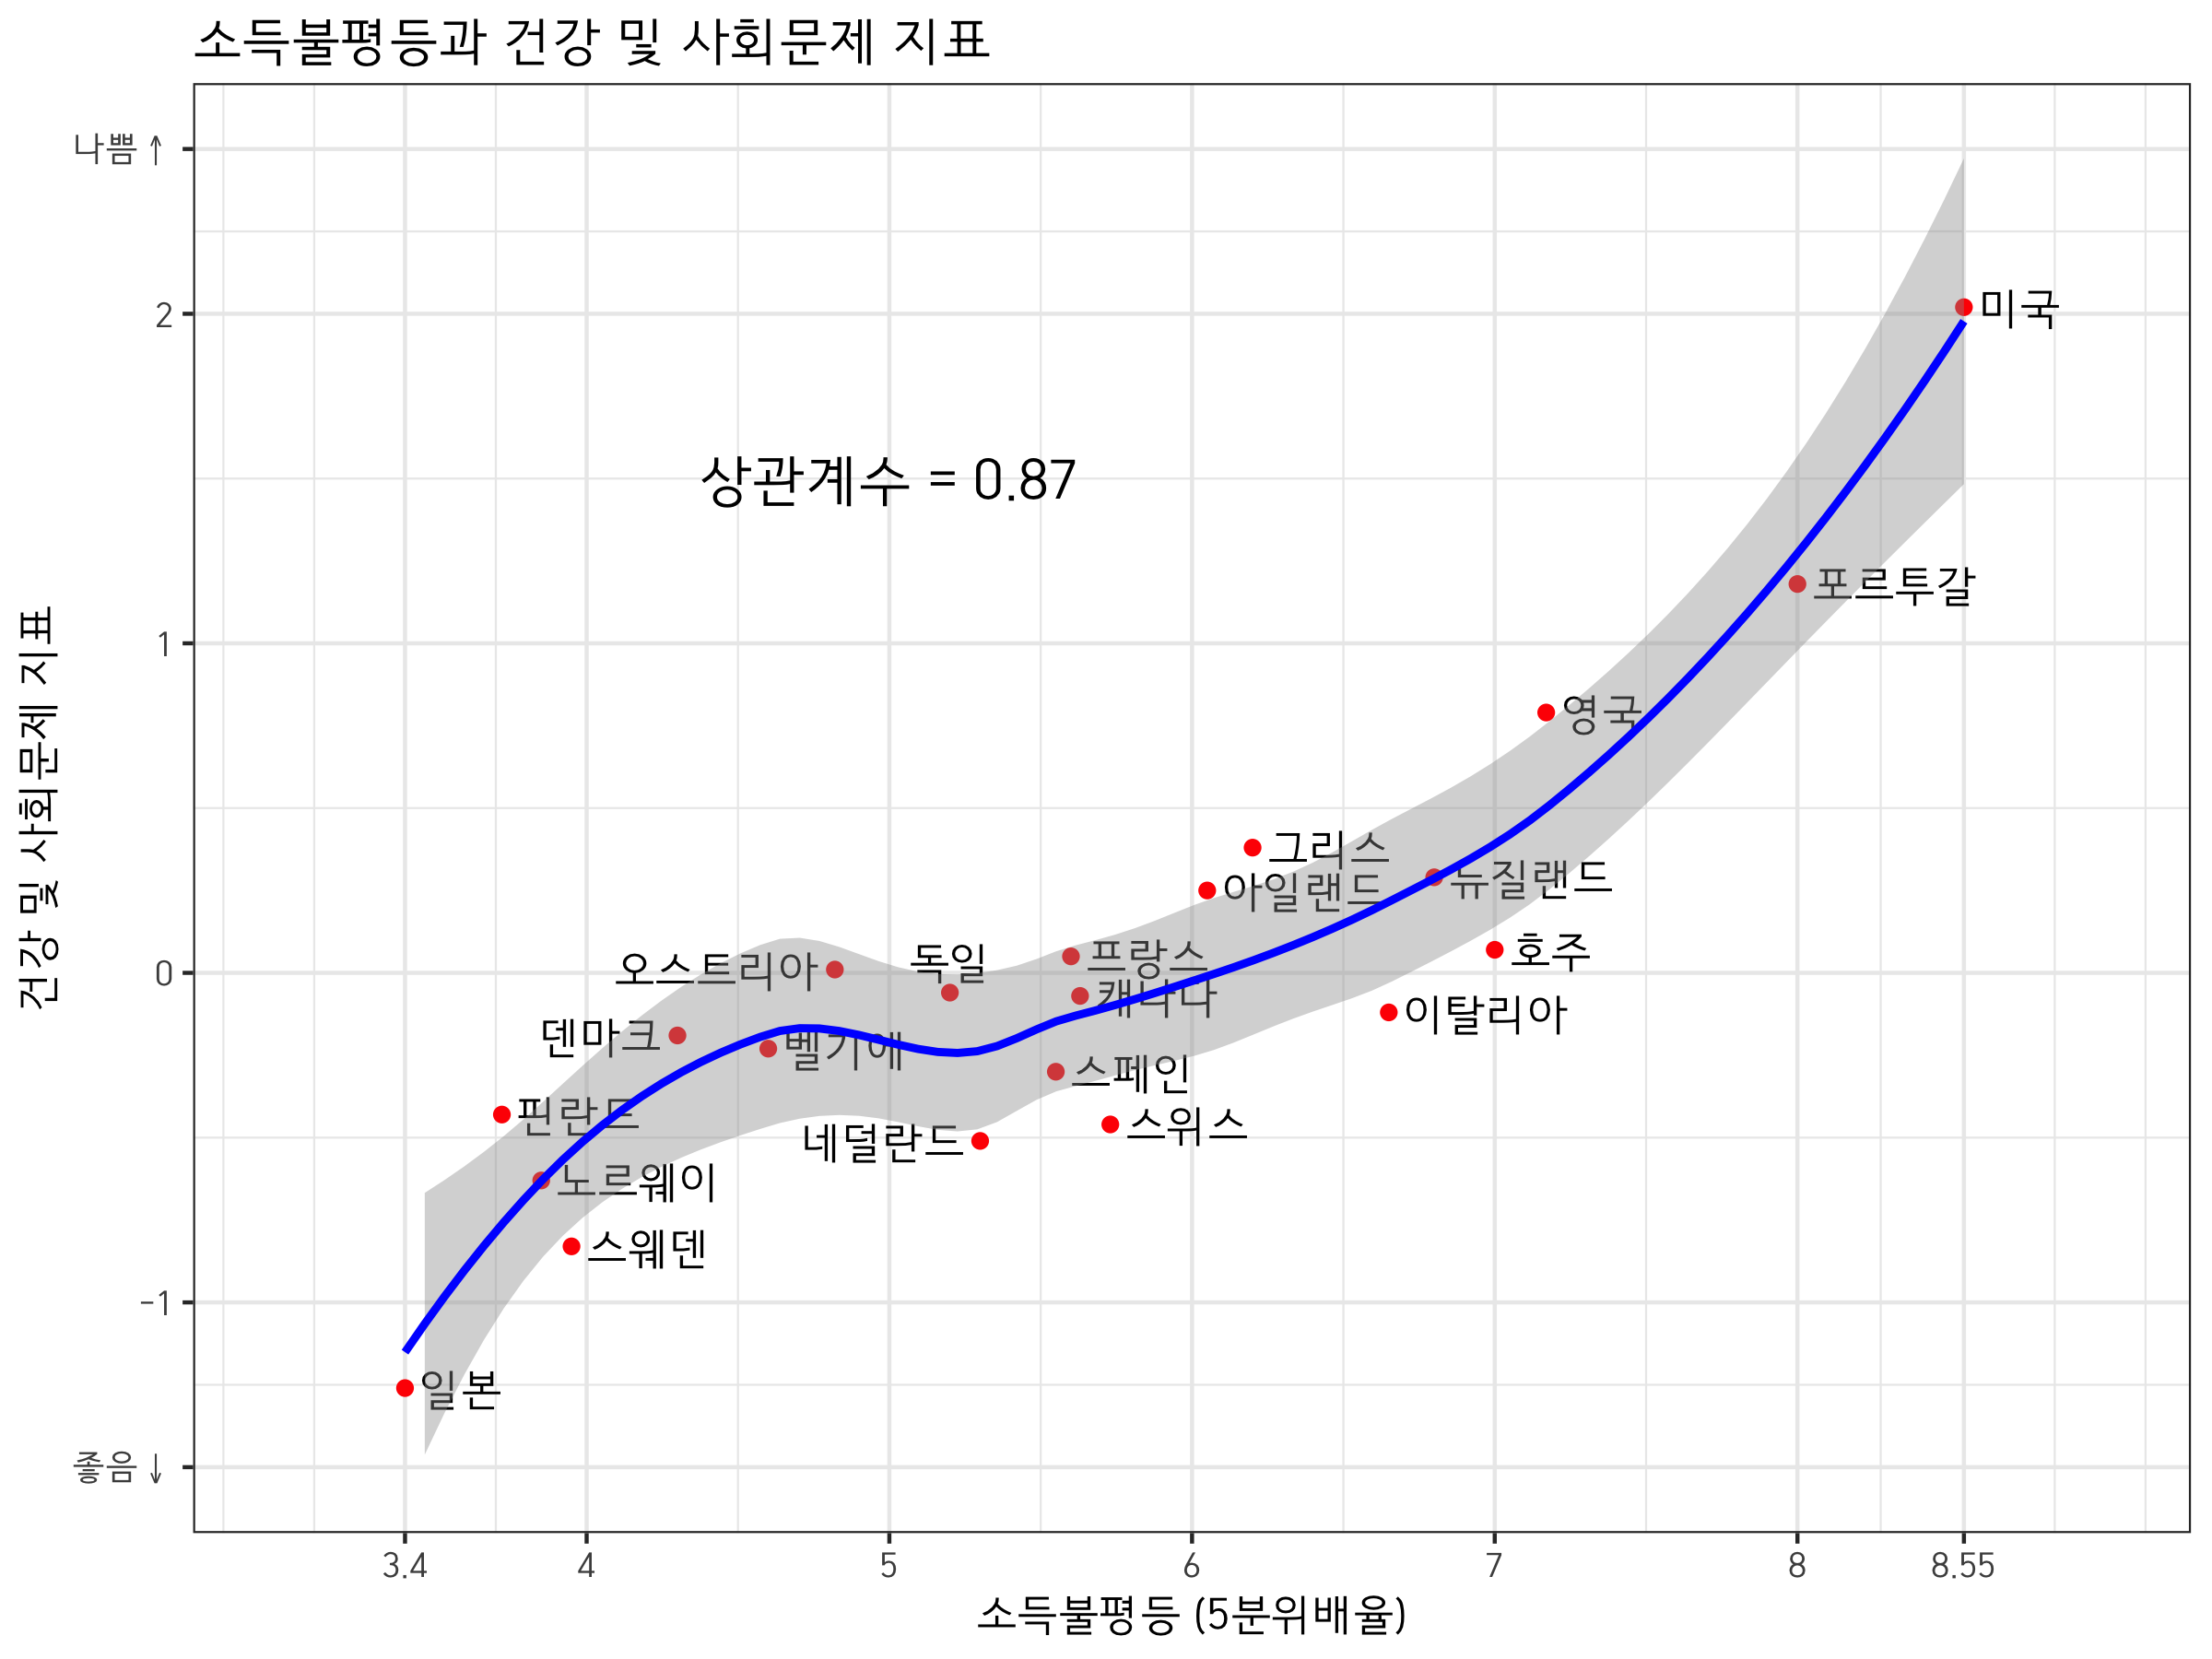 소득불평등과 건강 및 사회문제 지표
나쁨 ↑
2
1
0
-1
좋음 ↓
건강 및 사회문제 지표
상관계수 = 0.87
미국
포르투갈
영국
그리스
뉴질랜드
아일랜드
호주
프랑스
독일
오스트리아
캐나다
이탈리아
덴마크
벨기에
스페인
핀란드
스위스
네덜란드
노르웨이
스웨덴
일본
3.4 4 5 6 7 8 8.55
소득불평등 (5분위배율)